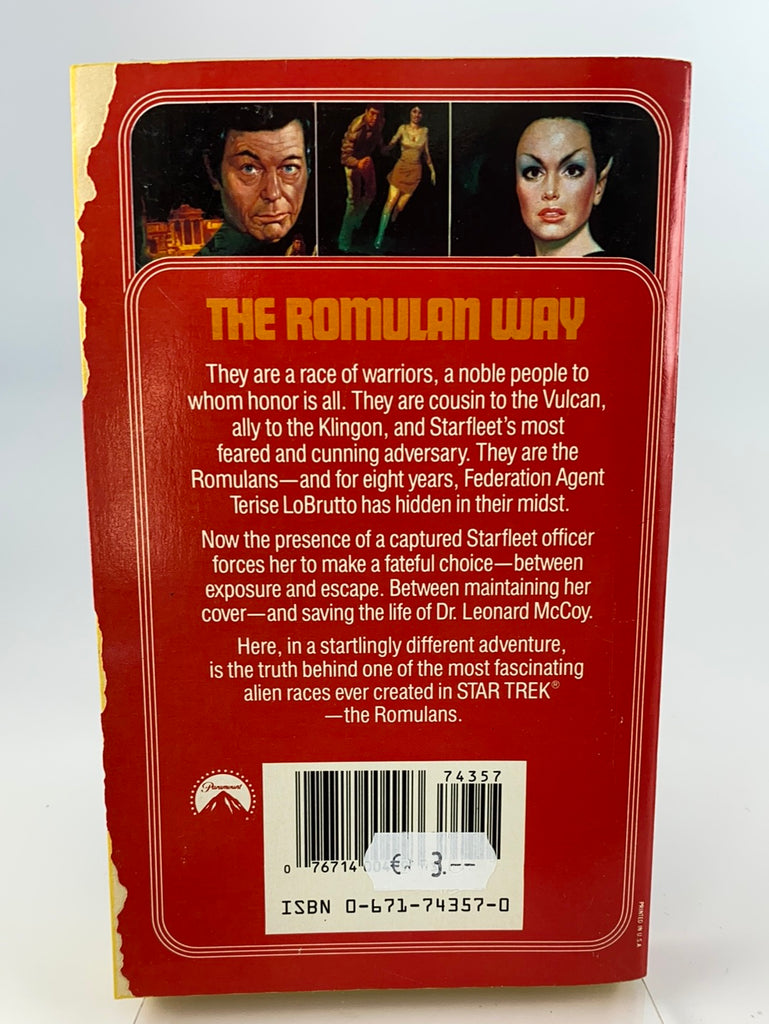 THE ROMULAN WAY
They are a race of warriors, a noble people to
whom honor is all. They are cousin to the Vulcan,
ally to the Klingon, and Starfleet's most
feared and cunning adversary. They are the
Romulans—and for eight years, Federation Agent
Terise LoBrutto has hidden in their midst.
Now the presence of a captured Starfleet officer
forces her to make a fateful choice—between
exposure and escape. Between maintaining her
cover—and saving the life of Dr. Leonard McCoy.
Here, in a startlingly different adventure,
is the truth behind one of the most fascinating
alien races ever created in STAR TREK®
—the Romulans.
Paramount
74357
0 76714
€ 3.--
ISBN 0-671-74357-0
PRINTED IN U.S.A